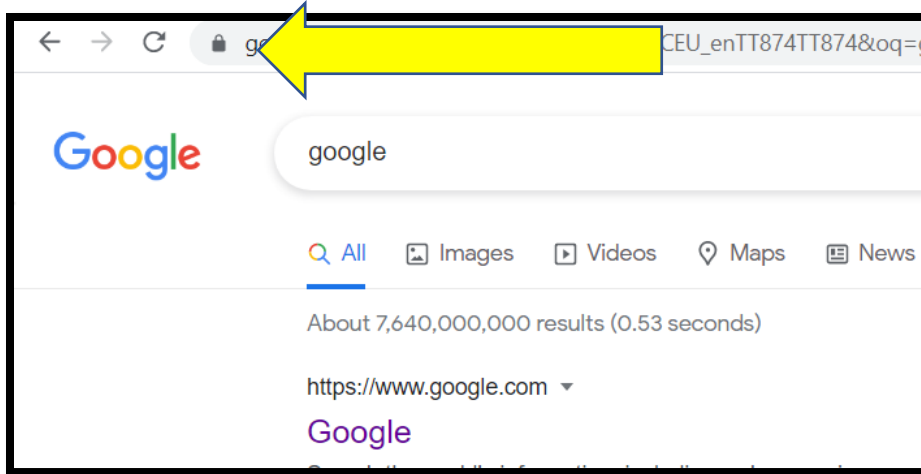 CEU_enTT874TT874&oq=
Google
google
All Images Videos Maps News
About 7,640,000,000 results (0.53 seconds)
https://www.google.com
Google